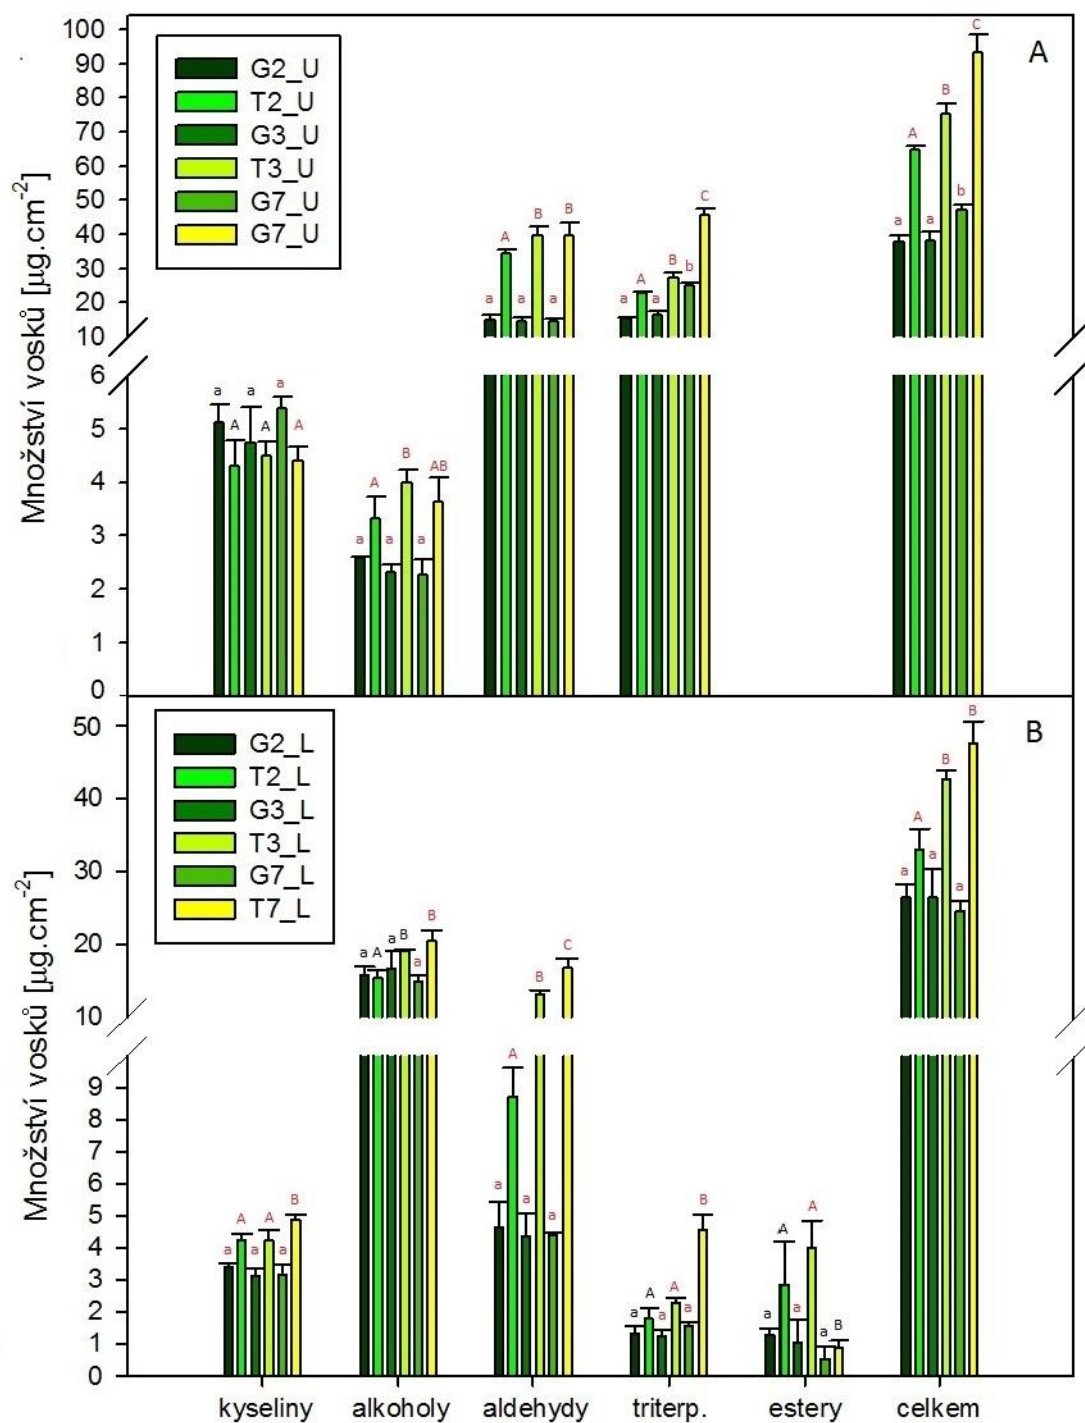 A
G2_U
T2_U
G3_U
T3_U
G7_U
G7_U
Množství vosků [µg.cm-2]
100
90
80
70
60
50
40
30
20
10
6
5
4
3
2
1
0
a A a A a A
a A a B a AB
a A a B a B
a A a B b C
a A a B b C
B
G2_L
T2_L
G3_L
T3_L
G7_L
T7_L
Množství vosků [µg.cm-2]
50
40
30
20
10
9
8
7
6
5
4
3
2
1
0
a A a A a B
a A a B a B
a A a B a C
a A a A a B
a A a A a B
a A a B a B
kyseliny alkoholy aldehydy triterp. estery celkem